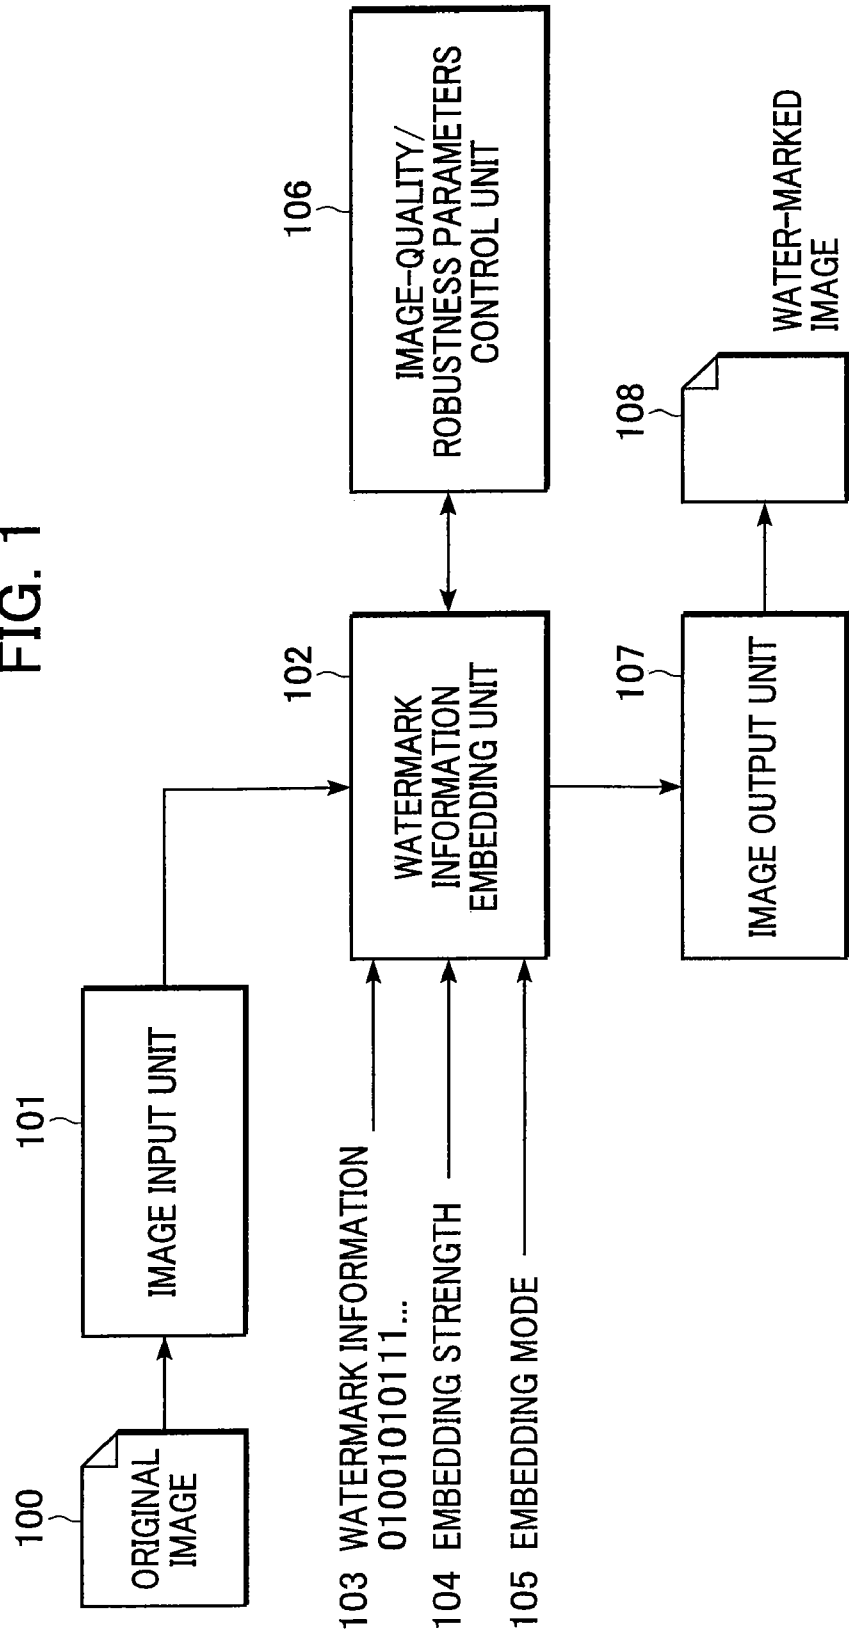 FIG. 1
100
ORIGINAL
IMAGE
101
IMAGE INPUT UNIT
103 WATERMARK INFORMATION
01001010111...
104 EMBEDDING STRENGTH
105 EMBEDDING MODE
102
WATERMARK
INFORMATION
EMBEDDING UNIT
106
IMAGE-QUALITY/
ROBUSTNESS PARAMETERS
CONTROL UNIT
107
IMAGE OUTPUT UNIT
108
WATER-MARKED
IMAGE